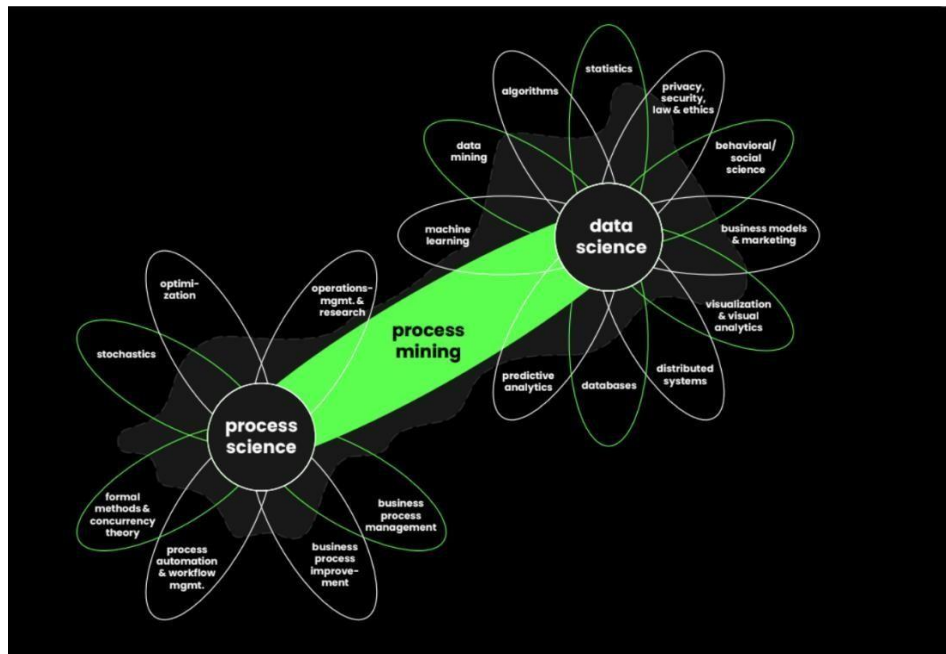 statistics
algorithms
privacy,
security,
law & ethics
data
mining
behavioral/
social
science
machine
learning
data
science
business models
& marketing
optimi-
zation
operations-
mgmt. &
research
visualization
& visual
analytics
process
mining
stochastics
predictive
analytics
databases
distributed
systems
process
science
formal
methods &
concurrency
theory
business
process
management
process
automation
& workflow
mgmt.
business
process
improve-
ment